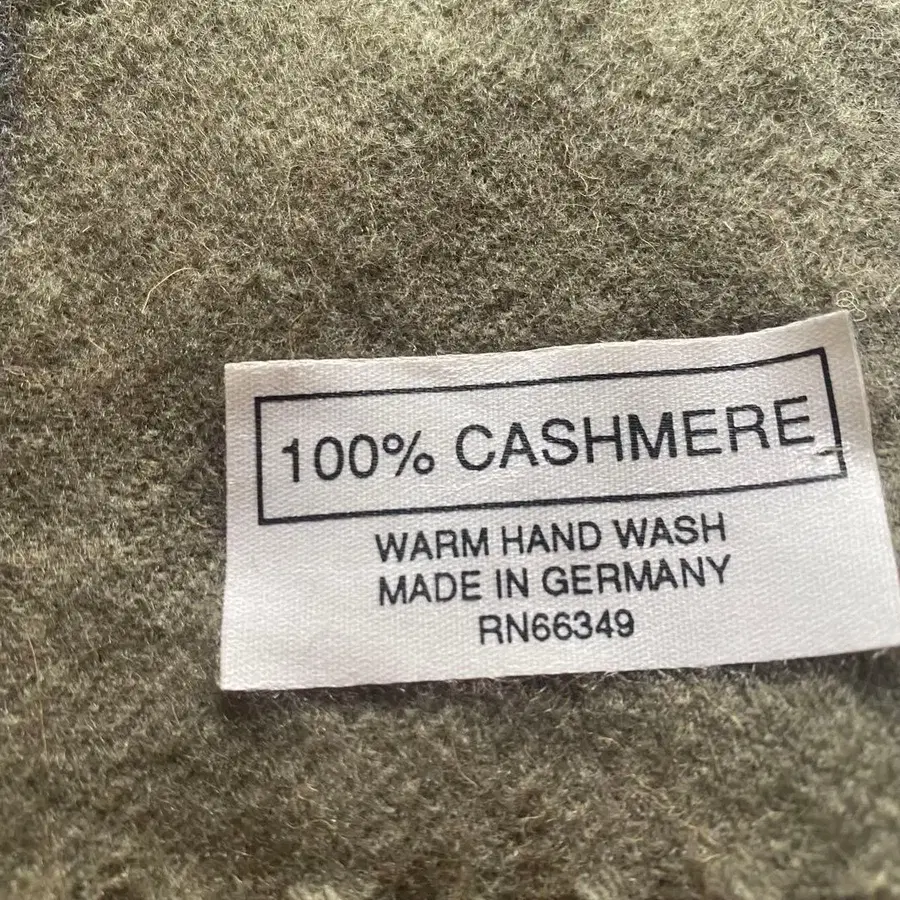 100% CASHMERE
WARM HAND WASH
MADE IN GERMANY
RN66349